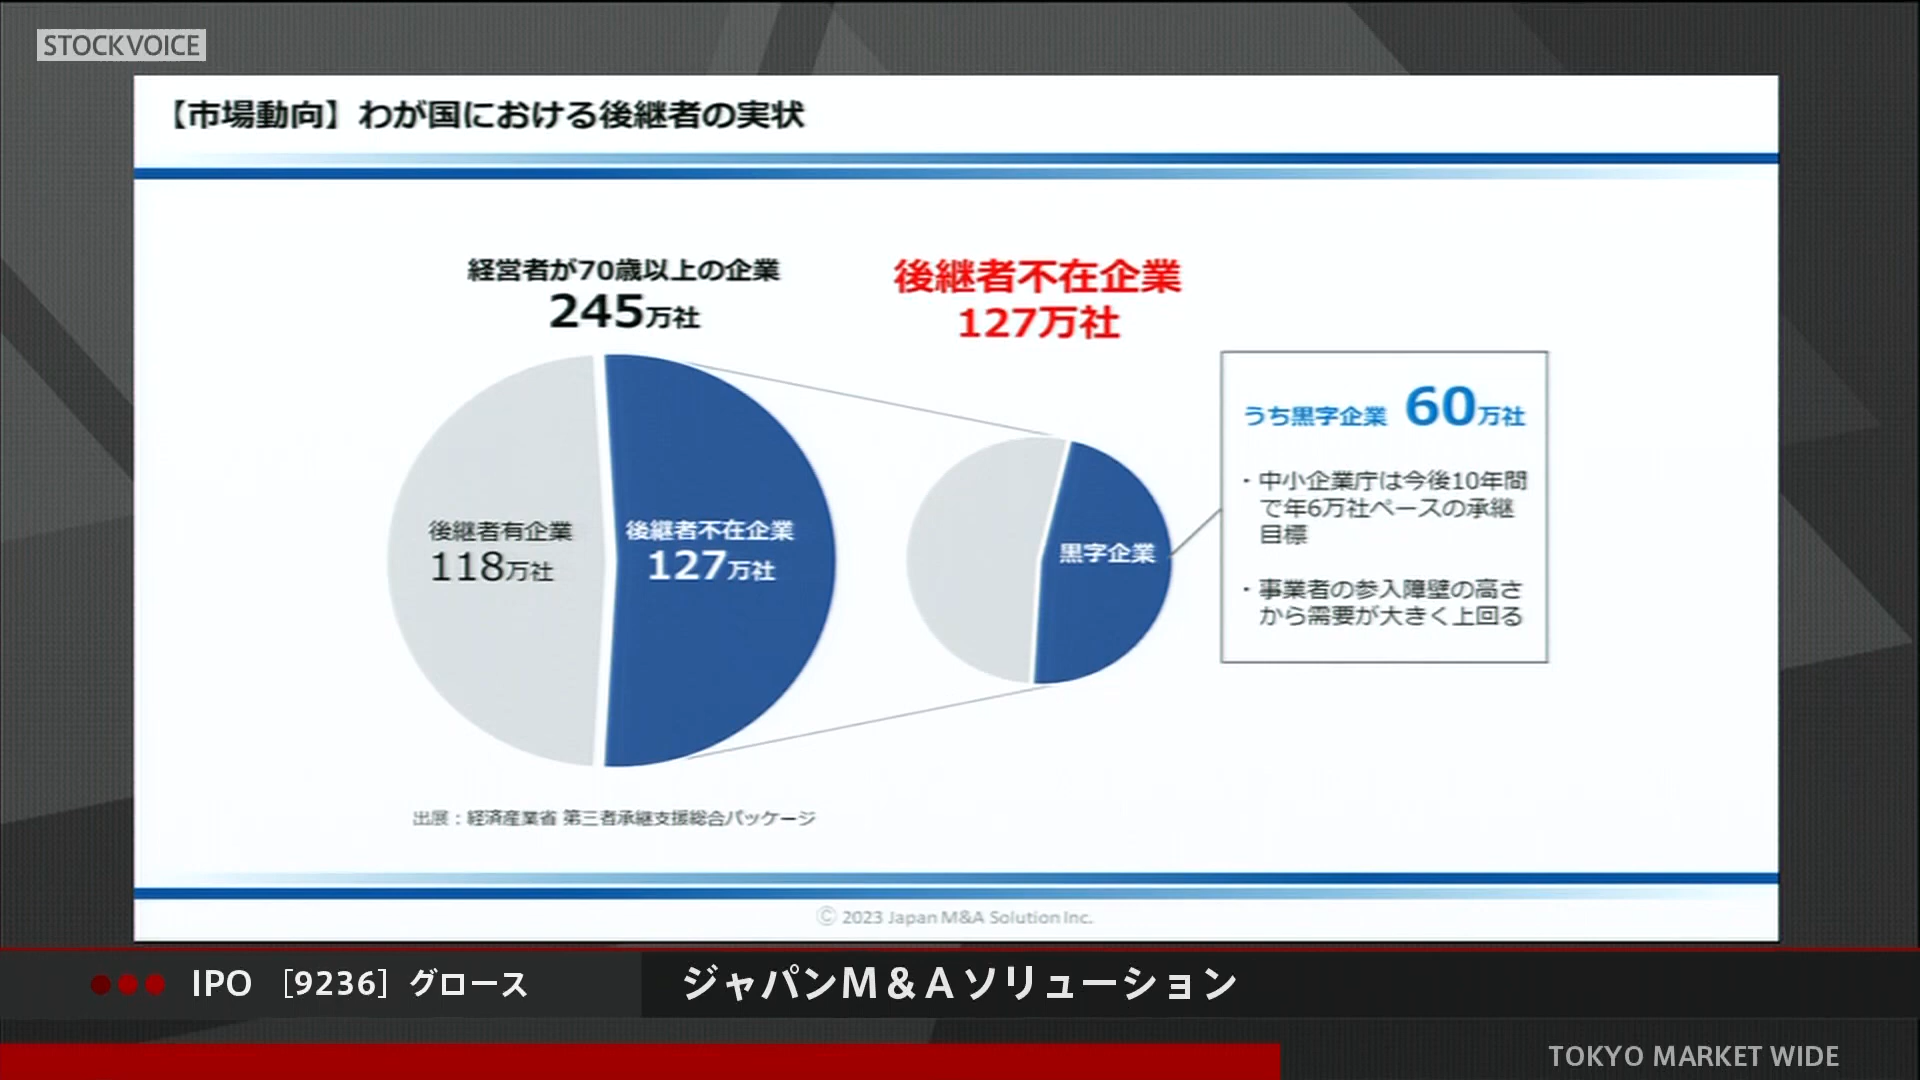 STOCKVOICE
【市場動向】わが国における後継者の実状
経営者が70歳以上の企業
245万社
後継者不在企業
127万社
後継者有企業
118万社
後継者不在企業
127万社
黒字企業
うち黒字企業 60万社
・中小企業庁は今後10年間
で年6万社ペースの承継
目標
・事業者の参入障壁の高さ
から需要が大きく上回る
出展：経済産業省 第三者承継支援総合パッケージ
Ⓒ 2023 Japan M&A Solution Inc.
IPO [9236] グロース
ジャパンM&Aソリューション
TOKYO MARKET WIDE